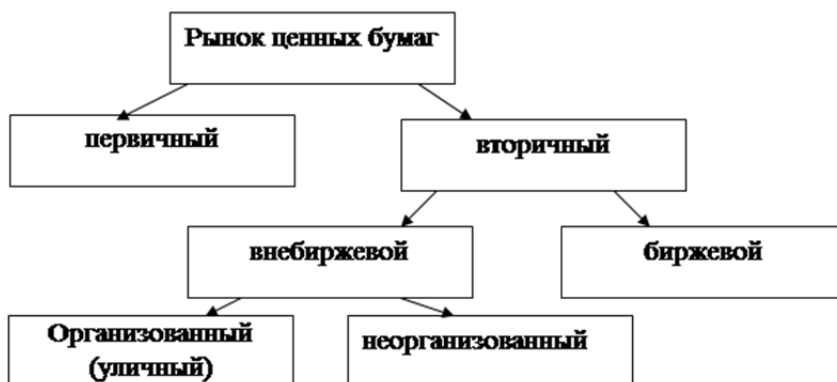 Рынок ценных бумаг
первичный
вторичный
внебиржевой
биржевой
Организованный
(уличный)
неорганизованный